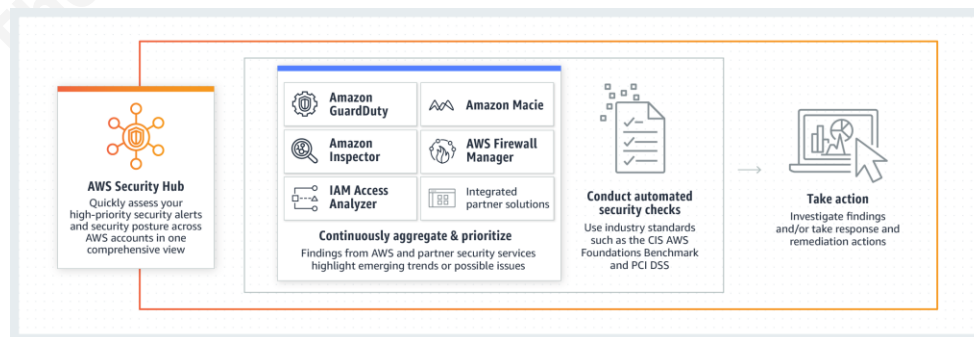 AWS Security Hub
Quickly assess your
high-priority security alerts
and security posture across
AWS accounts in one
comprehensive view
Amazon
GuardDuty
Amazon Macie
Amazon
Inspector
AWS Firewall
Manager
IAM Access
Analyzer
Integrated
partner solutions
Continuously aggregate & prioritize
Findings from AWS and partner security services
highlight emerging trends or possible issues
Conduct automated
security checks
Use industry standards
such as the CIS AWS
Foundations Benchmark
and PCI DSS
Take action
Investigate findings
and/or take response and
remediation actions